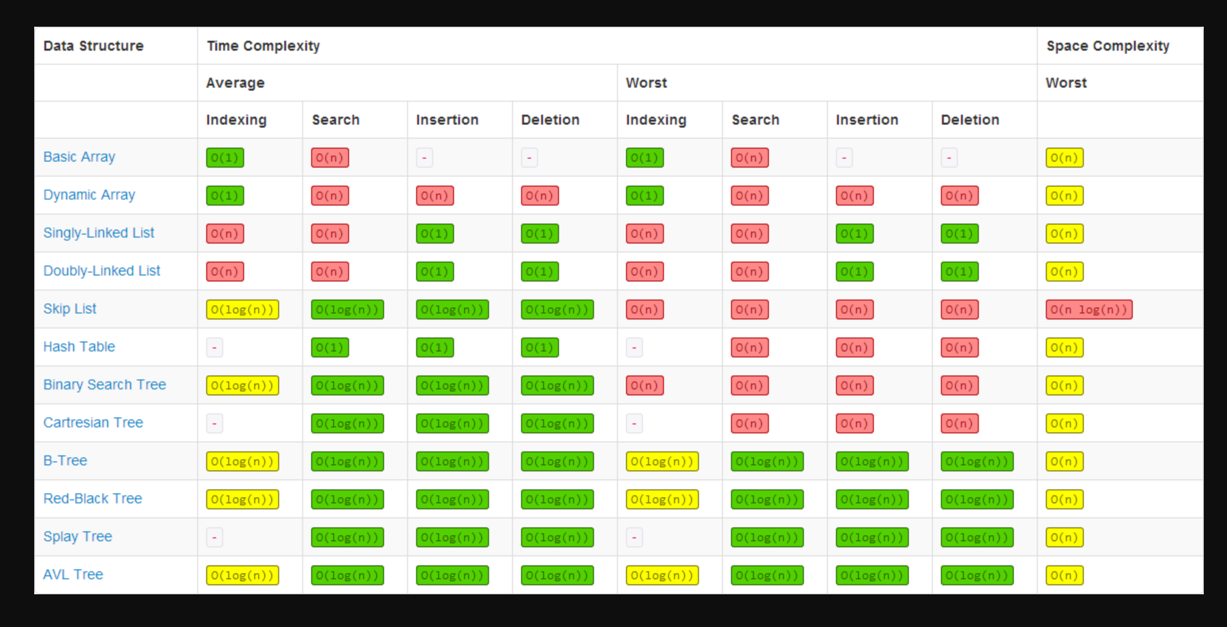 Data Structure Time Complexity Space Complexity
Average Worst Worst
Indexing Search Insertion Deletion Indexing Search Insertion Deletion
Basic Array O(1) O(n) - - O(1) O(n) - - O(n)
Dynamic Array O(1) O(n) O(n) O(n) O(1) O(n) O(n) O(n) O(n)
Singly-Linked List O(n) O(n) O(1) O(1) O(n) O(n) O(1) O(1) O(n)
Doubly-Linked List O(n) O(n) O(1) O(1) O(n) O(n) O(1) O(1) O(n)
Skip List O(log(n)) O(log(n)) O(log(n)) O(log(n)) O(n) O(n) O(n) O(n) O(n log(n))
Hash Table - O(1) O(1) O(1) - O(n) O(n) O(n) O(n)
Binary Search Tree O(log(n)) O(log(n)) O(log(n)) O(log(n)) O(n) O(n) O(n) O(n) O(n)
Cartesian Tree - O(log(n)) O(log(n)) O(log(n)) - O(n) O(n) O(n) O(n)
B-Tree O(log(n)) O(log(n)) O(log(n)) O(log(n)) O(log(n)) O(log(n)) O(log(n)) O(log(n)) O(n)
Red-Black Tree O(log(n)) O(log(n)) O(log(n)) O(log(n)) O(log(n)) O(log(n)) O(log(n)) O(log(n)) O(n)
Splay Tree - O(log(n)) O(log(n)) O(log(n)) - O(log(n)) O(log(n)) O(log(n)) O(n)
AVL Tree O(log(n)) O(log(n)) O(log(n)) O(log(n)) O(log(n)) O(log(n)) O(log(n)) O(log(n)) O(n)